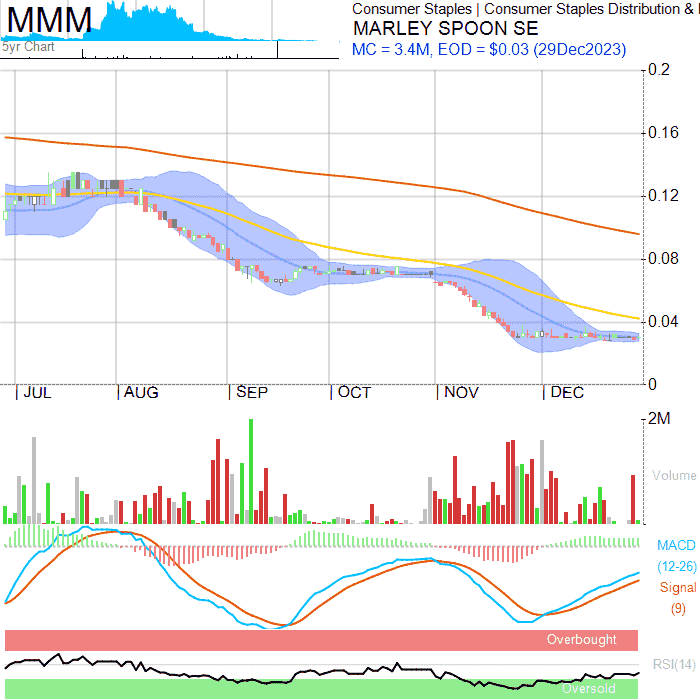 MMM
5yr Chart
Consumer Staples | Consumer Staples Distribution &
MARLEY SPOON SE
MC = 3.4M, EOD = $0.03 (29Dec2023)
0.2
0.16
0.12
0.08
0.04
0
JUL AUG SEP OCT NOV DEC
2M
Volume
MACD
(12-26)
Signal
(9)
Overbought
RSI(14)
Oversold